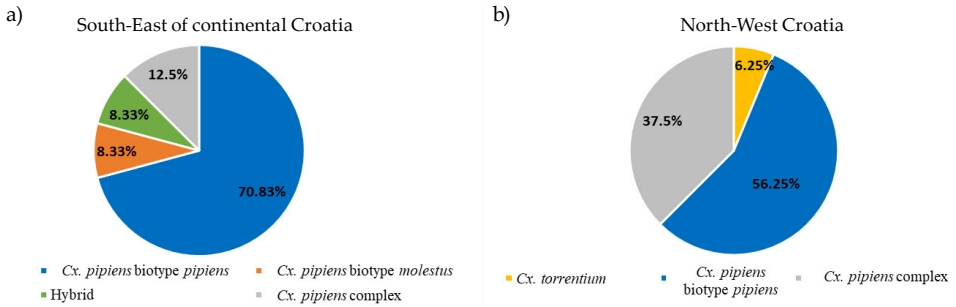 a)
South-East of continental Croatia
12.5%
8.33%
8.33%
70.83%
Cx. pipiens biotype pipiens
Cx. pipiens biotype molestus
Hybrid
Cx. pipiens complex
b)
North-West Croatia
6.25%
37.5%
56.25%
Cx. torrentium
Cx. pipiens
biotype pipiens
Cx. pipiens complex